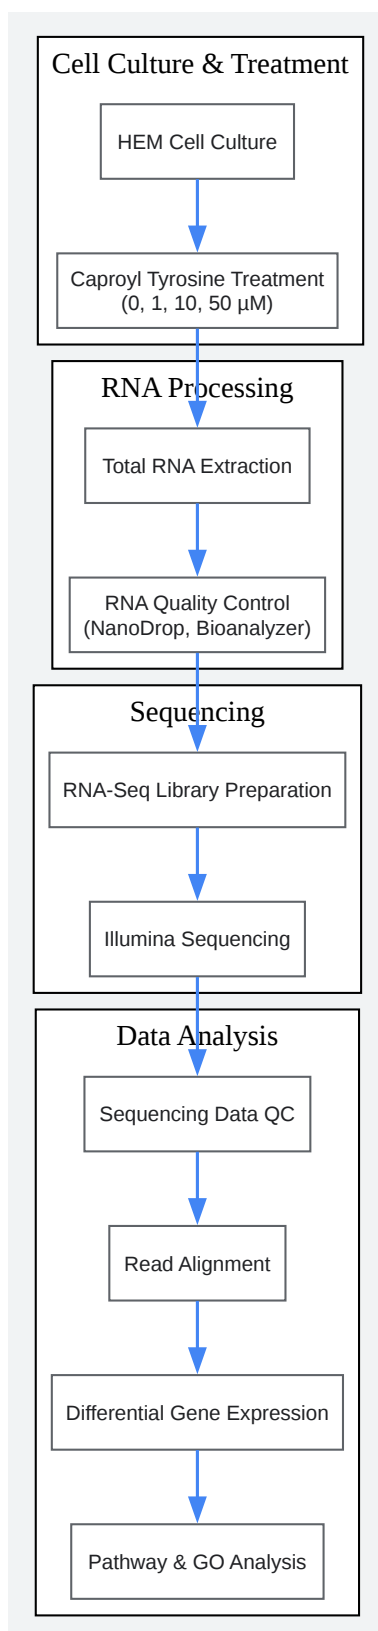 Cell Culture & Treatment
HEM Cell Culture
Caproyl Tyrosine Treatment
(0, 1, 10, 50 µM)
RNA Processing
Total RNA Extraction
RNA Quality Control
(NanoDrop, Bioanalyzer)
Sequencing
RNA-Seq Library Preparation
Illumina Sequencing
Data Analysis
Sequencing Data QC
Read Alignment
Differential Gene Expression
Pathway & GO Analysis